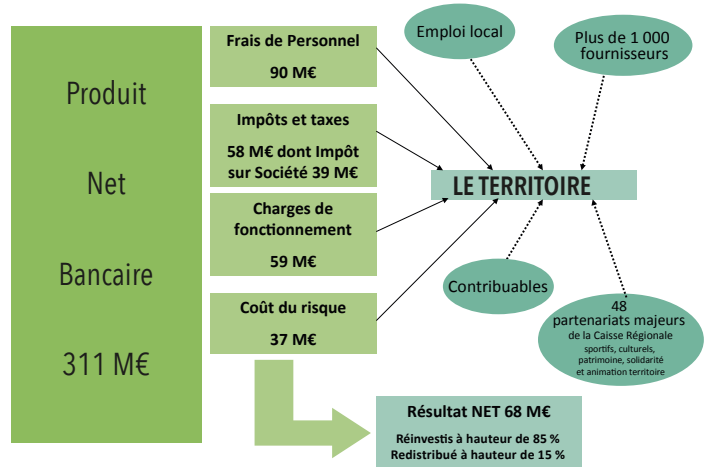 Produit
Net
Bancaire
311 M€
Frais de Personnel
90 M€
Impôts et taxes
58 M€ dont Impôt
sur Société 39 M€
Charges de
fonctionnement
59 M€
Coût du risque
37 M€
Emploi local
Plus de 1 000
fournisseurs
LE TERRITOIRE
Contribuables
48
partenariats majeurs
de la Caisse Régionale
sportifs, culturels,
patrimoine, solidarité
et animation territoire
Résultat NET 68 M€
Réinvestis à hauteur de 85 %
Redistribué à hauteur de 15 %